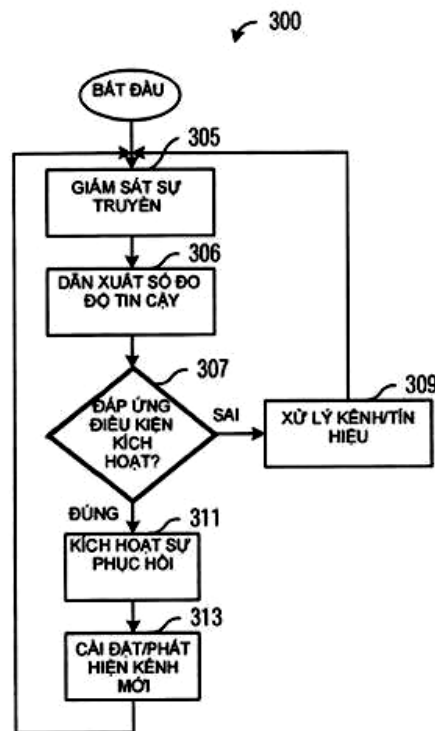 300
BẮT ĐẦU
305
GIÁM SÁT SỰ
TRUYỀN
306
DẪN XUẤT SỐ ĐO
ĐỘ TIN CẬY
307
ĐÁP ỨNG
ĐIỀU KIỆN
KÍCH
HOẠT?
SAI
309
XỬ LÝ KÊNH/TÍN
HIỆU
ĐÚNG
311
KÍCH HOẠT SỰ
PHỤC HỒI
313
CÀI ĐẶT/PHÁT
HIỆN KÊNH
MỚI